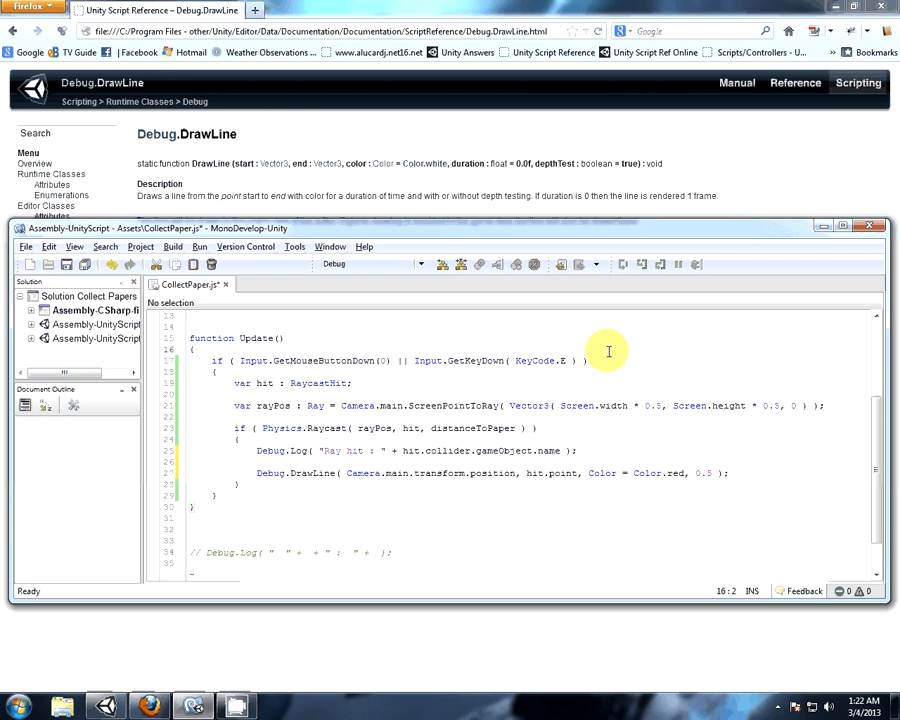 Firefox
Unity Script Reference – Debug.DrawLine
file:///C:/Program Files - other/Unity/Editor/Data/Documentation/Documentation/ScriptReference/Debug.DrawLine.html
Google
Google
TV Guide
Facebook
Hotmail
Weather Observations ...
www.alucardj.net16.net
Unity Answers
Unity Script Reference
Unity Script Ref Online
Scripts/Controllers - U...
Bookmarks
Debug.DrawLine
Manual
Reference
Scripting
Scripting > Runtime Classes > Debug
Search
Debug.DrawLine
Menu
Overview
Runtime Classes
Attributes
Enumerations
Editor Classes
Attributes
static function DrawLine (start : Vector3, end : Vector3, color : Color = Color.white, duration : float = 0.0f, depthTest : boolean = true) : void
Description
Draws a line from the point start to end with color for a duration of time and with or without depth testing. If duration is 0 then the line is rendered 1 frame.
Assembly-UnityScript - Assets\CollectPaper.js* - MonoDevelop-Unity
File Edit View Search Project Build Run Version Control Tools Window Help
Debug
Solution
Solution Collect Papers
Assembly-CSharp-fi
Assembly-UnityScrip
Assembly-UnityScrip
Document Outline
CollectPaper.js*
No selection
13
14
15 function Update()
16 {
17 if ( Input.GetMouseButtonDown(0) || Input.GetKeyDown( KeyCode.E ) )
18 {
19 var hit : RaycastHit;
20
21 var rayPos : Ray = Camera.main.ScreenPointToRay( Vector3( Screen.width * 0.5, Screen.height * 0.5, 0 ) );
22
23 if ( Physics.Raycast( rayPos, hit, distanceToPaper ) )
24 {
25 Debug.Log( "Ray hit : " + hit.collider.gameObject.name );
26
27 Debug.DrawLine( Camera.main.transform.position, hit.point, Color = Color.red, 0.5 );
28 }
29 }
30 }
31
32
33
34 // Debug.Log( " " + + " : " + );
35
Ready
16 : 2 INS
Feedback
0
0
1:22 AM
3/4/2013